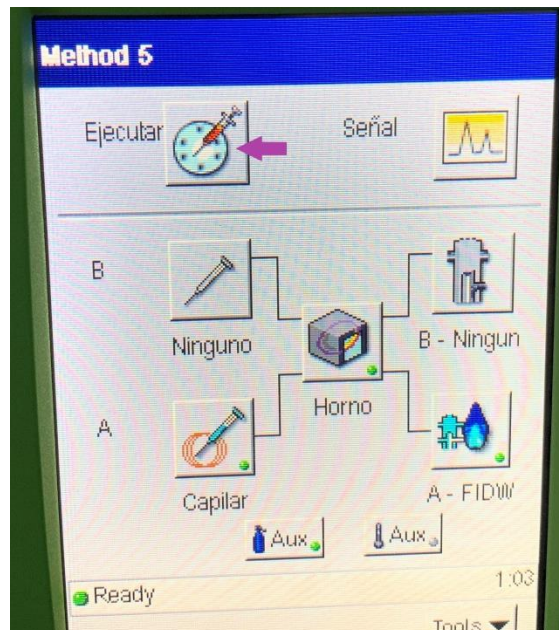 Method 5
Ejecutar Señal
B
Ninguno B - Ningun
Horno
A
Capilar A - FIDW
Aux Aux
Ready 1:03
Tools